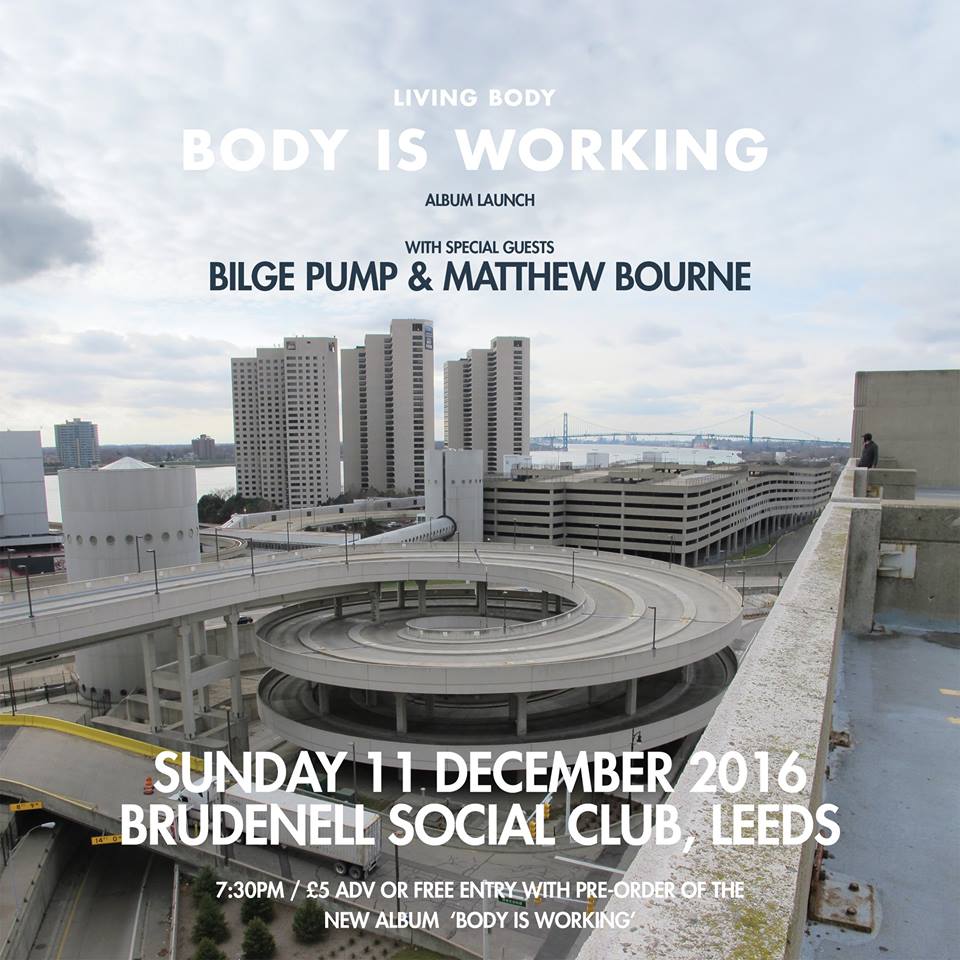 LIVING BODY
BODY IS WORKING
ALBUM LAUNCH
WITH SPECIAL GUESTS
BILGE PUMP & MATTHEW BOURNE
SUNDAY 11 DECEMBER 2016
BRUDENELL SOCIAL CLUB, LEEDS
7:30PM / £5 ADV OR FREE ENTRY WITH PRE-ORDER OF THE
NEW ALBUM 'BODY IS WORKING'